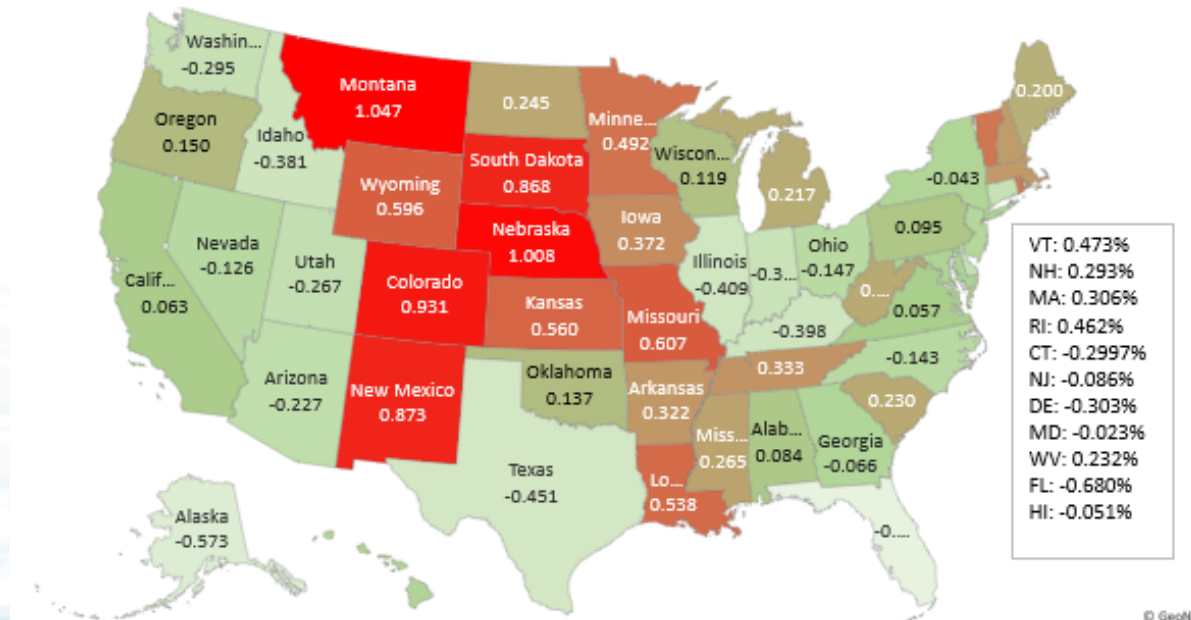 Washin...
-0.295
Montana
1.047
0.245
Minne...
0.492
0.200
Oregon
0.150
Idaho
-0.381
South Dakota
0.868
Wiscon...
0.119
Wyoming
0.596
0.217
-0.043
Nebraska
1.008
Iowa
0.372
0.095
Nevada
-0.126
Utah
-0.267
Illinois
-0.409
-0.3...
Ohio
-0.147
Calif...
0.063
Colorado
0.931
Kansas
0.560
Missouri
0.607
0....
0.057
-0.398
-0.143
Arizona
-0.227
New Mexico
0.873
Oklahoma
0.137
Arkansas
0.322
0.333
0.230
Miss...
0.265
Alab...
0.084
Georgia
-0.066
Texas
-0.451
Lo...
0.538
-0....
Alaska
-0.573
VT: 0.473%
NH: 0.293%
MA: 0.306%
RI: 0.462%
CT: -0.2997%
NJ: -0.086%
DE: -0.303%
MD: -0.023%
WV: 0.232%
FL: -0.680%
HI: -0.051%
© GeoN